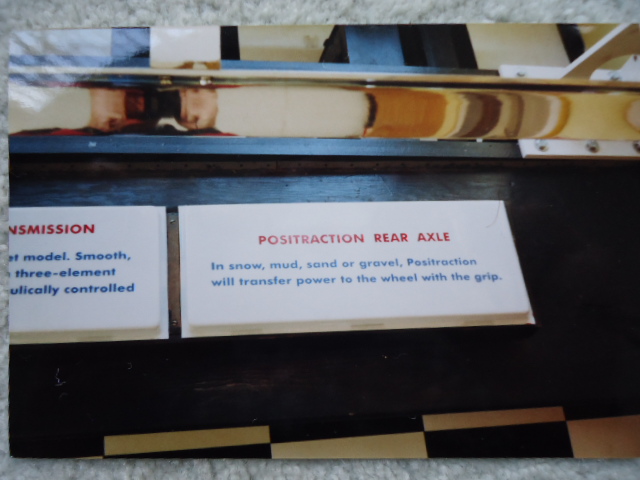 NSMISSION
et model. Smooth,
three-element
ulically controlled
POSITRACTION REAR AXLE
In snow, mud, sand or gravel, Positraction
will transfer power to the wheel with the grip.